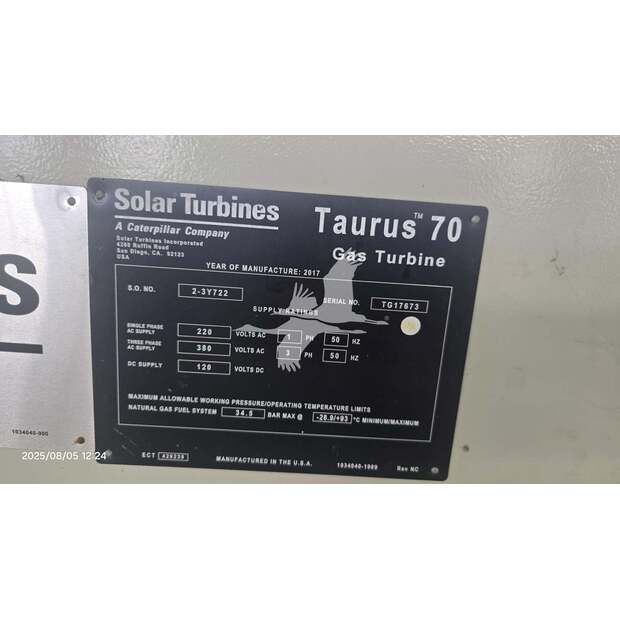 Solar Turbines
A Caterpillar Company
Solar Turbines Incorporated
4200 Ruffin Road
San Diego, CA. 92123
USA
Taurus™ 70
Gas Turbine
YEAR OF MANUFACTURE: 2017
S.O. NO. 2-3Y722 SERIAL NO. TG17673
SUPPLY RATINGS
SINGLE PHASE
AC SUPPLY 220 VOLTS AC 1 PH 50 HZ
THREE PHASE
AC SUPPLY 380 VOLTS AC 3 PH 50 HZ
DC SUPPLY 120 VOLTS DC
MAXIMUM ALLOWABLE WORKING PRESSURE/OPERATING TEMPERATURE LIMITS
NATURAL GAS FUEL SYSTEM 34.5 BAR MAX @ -28.9/+93 °C MINIMUM/MAXIMUM
ECT MANUFACTURED IN THE U.S.A. 1034040-1909 Rev NC
S
1034040-900
2025/08/05 12:24